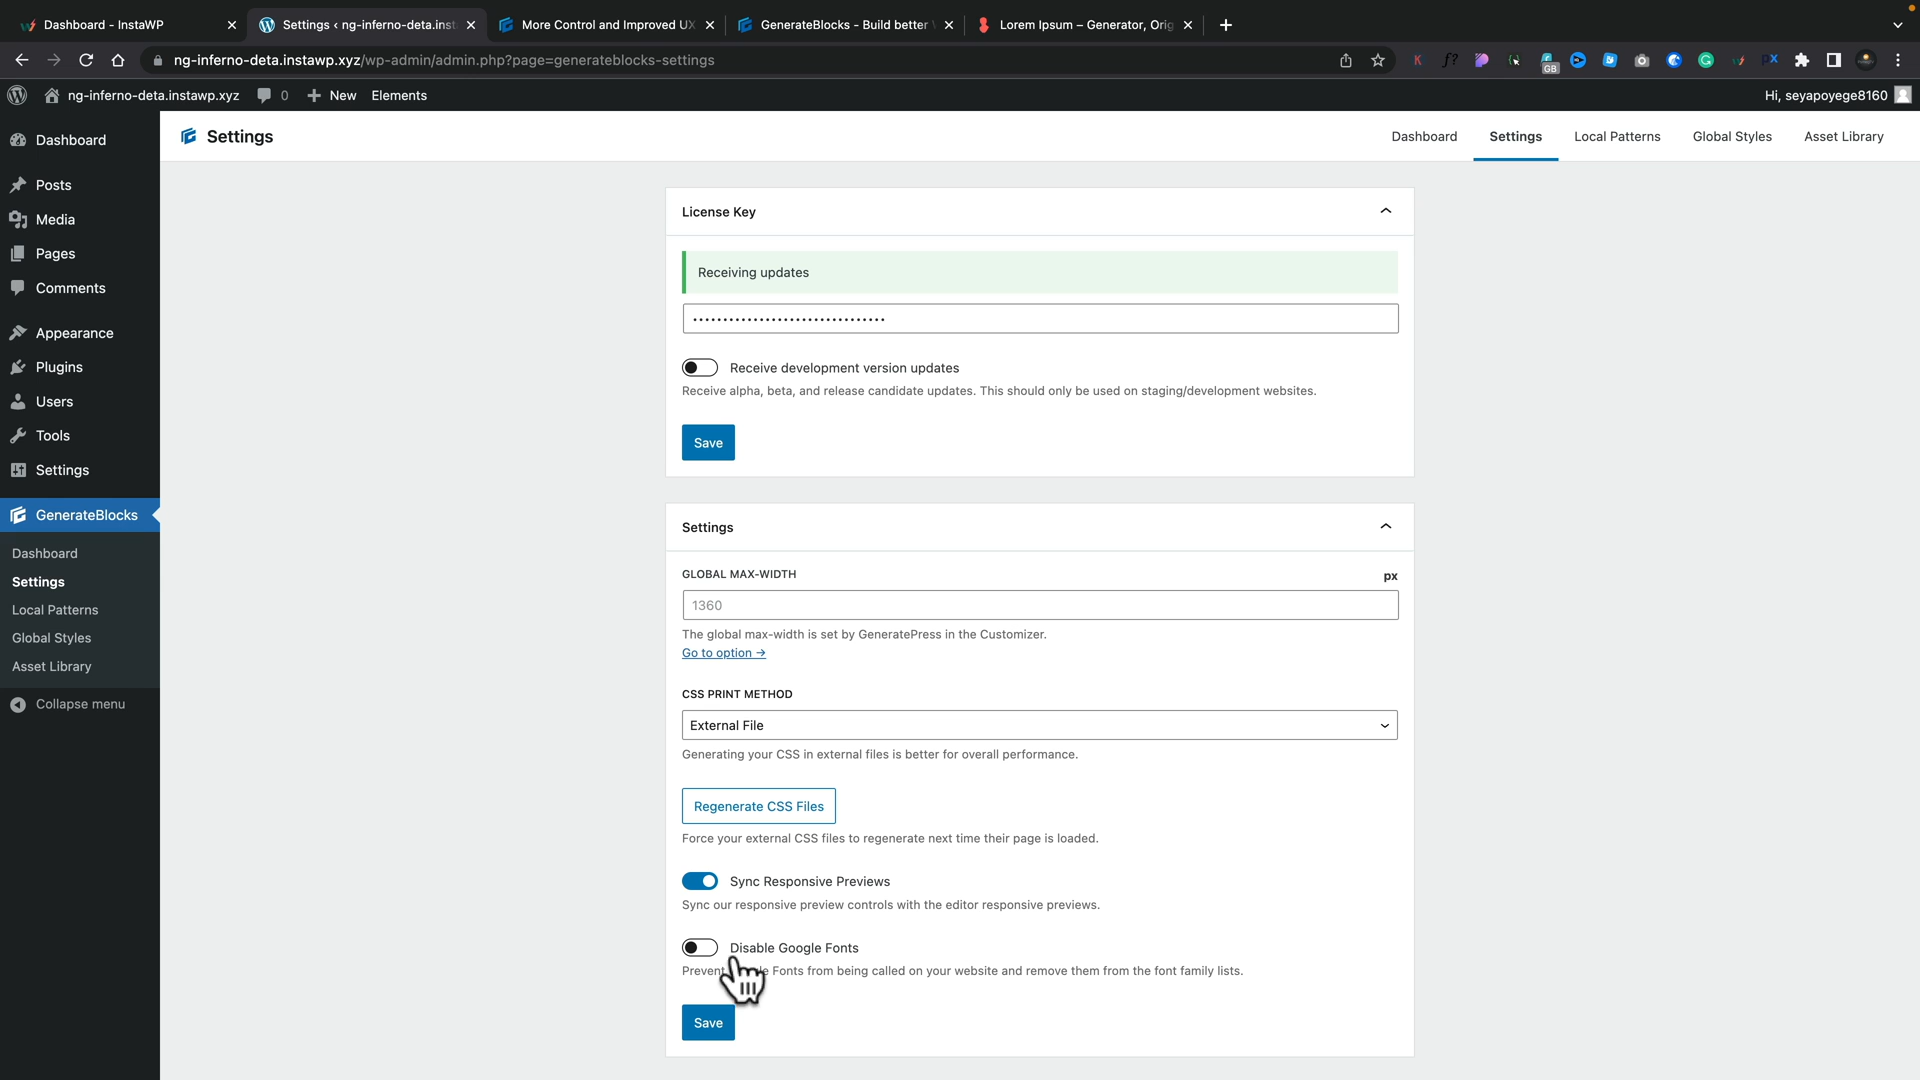 Dashboard - InstaWP
Settings < ng-inferno-deta.inst
More Control and Improved UX
GenerateBlocks - Build better
Lorem Ipsum – Generator, Orig
ng-inferno-deta.instawp.xyz/wp-admin/admin.php?page=generateblocks-settings
GB
ng-inferno-deta.instawp.xyz
0
New
Elements
Hi, seyapoyege8160
Dashboard
Posts
Media
Pages
Comments
Appearance
Plugins
Users
Tools
Settings
GenerateBlocks
Dashboard
Settings
Local Patterns
Global Styles
Asset Library
Collapse menu
Settings
Dashboard
Settings
Local Patterns
Global Styles
Asset Library
License Key
Receiving updates
Receive development version updates
Receive alpha, beta, and release candidate updates. This should only be used on staging/development websites.
Save
Settings
GLOBAL MAX-WIDTH
px
1360
The global max-width is set by GeneratePress in the Customizer.
Go to option →
CSS PRINT METHOD
External File
Generating your CSS in external files is better for overall performance.
Regenerate CSS Files
Force your external CSS files to regenerate next time their page is loaded.
Sync Responsive Previews
Sync our responsive preview controls with the editor responsive previews.
Disable Google Fonts
Prevent Fonts from being called on your website and remove them from the font family lists.
Save